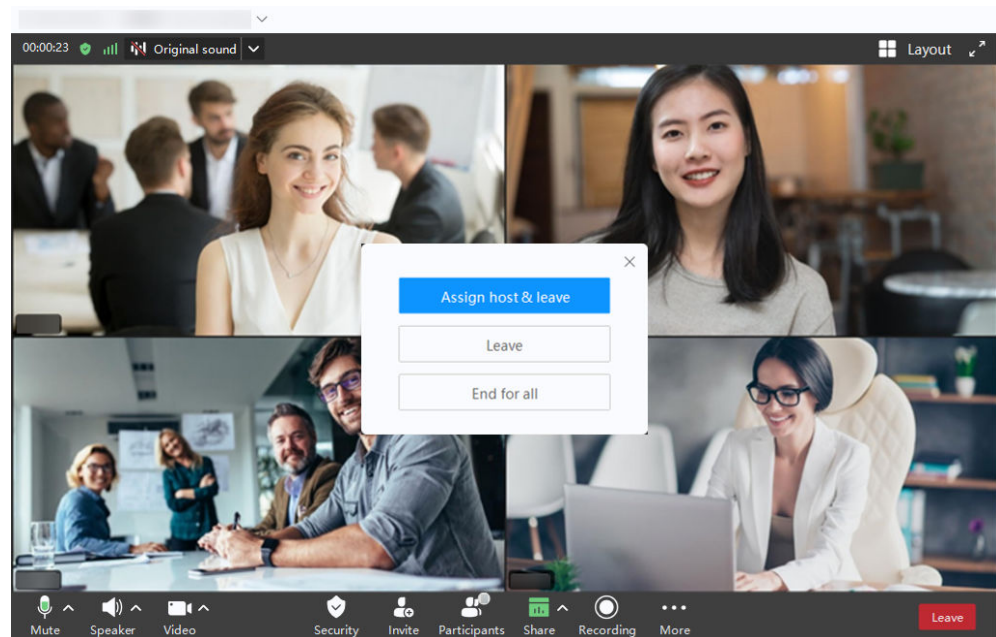 00:00:23 Original sound Layout
Assign host & leave
Leave
End for all
Mute Speaker Video Security Invite Participants Share Recording More Leave